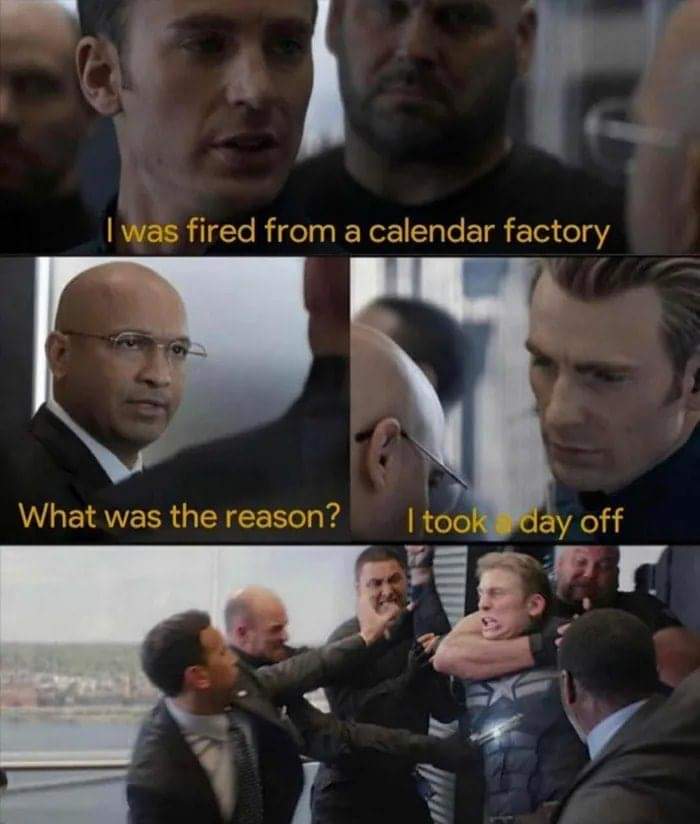 I was fired from a calendar factory
What was the reason?
I took a day off